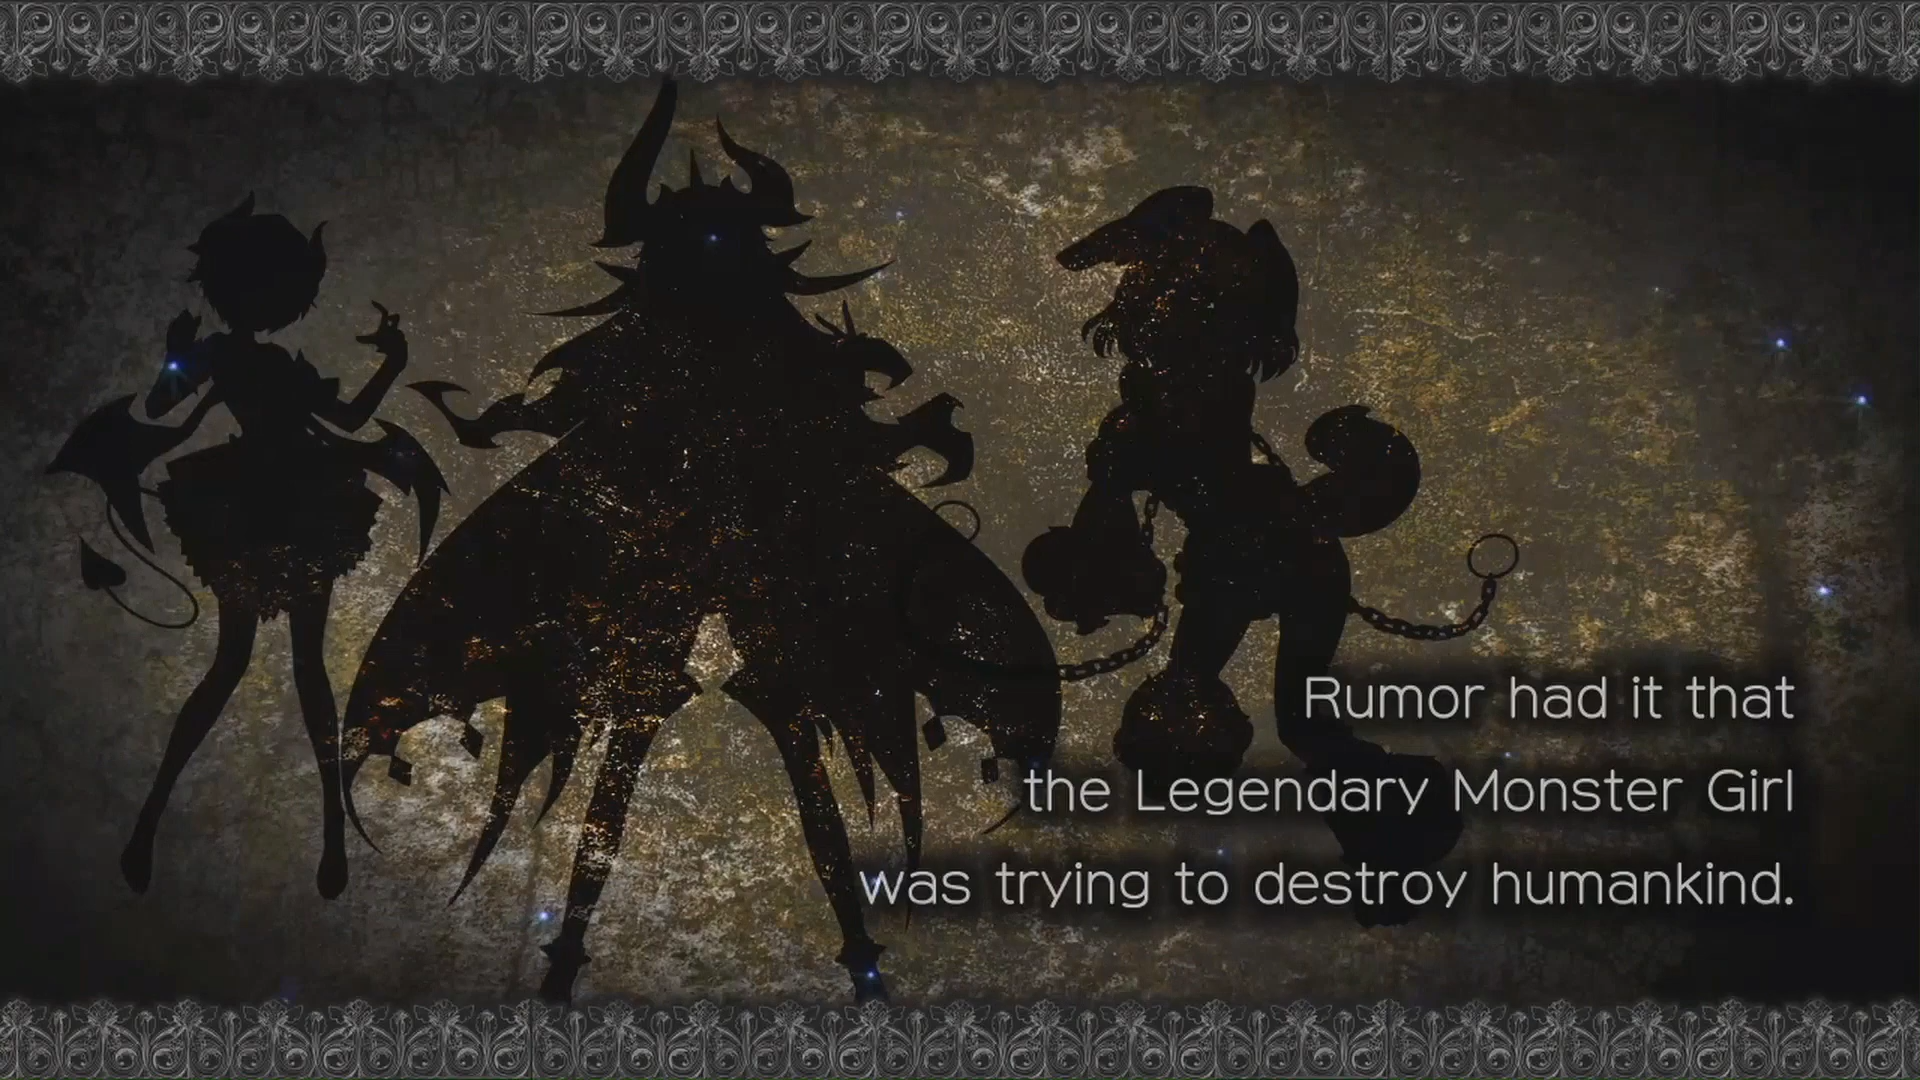 Rumor had it that
the Legendary Monster Girl
was trying to destroy humankind.